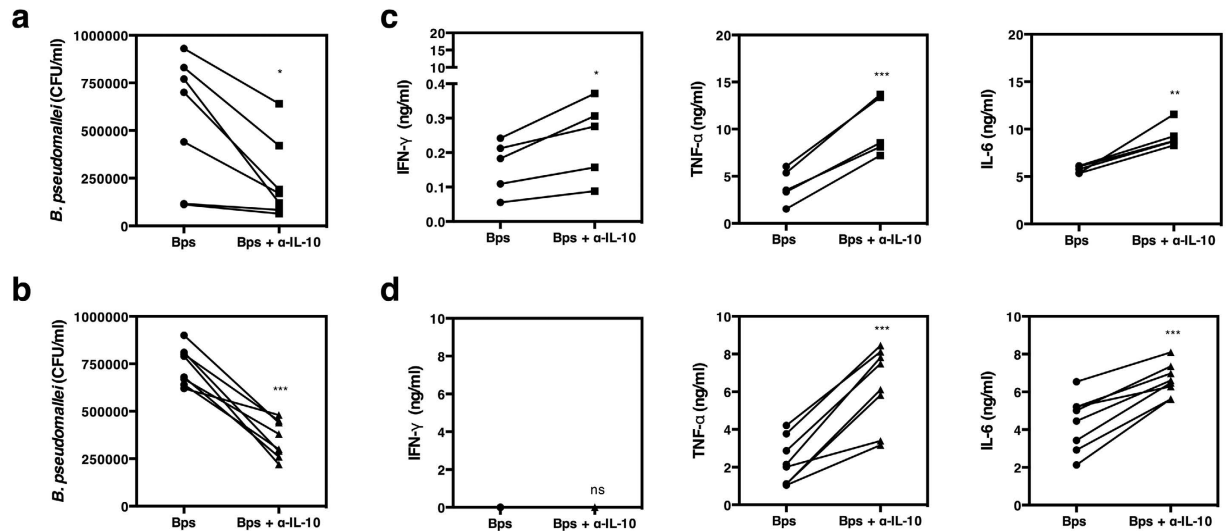 a
B. pseudomallei (CFU/ml)
1000000
750000
500000
250000
0
*
Bps
Bps + α-IL-10
c
IFN-γ (ng/ml)
20
15
10
0.4
0.3
0.2
0.1
0.0
*
Bps
Bps + α-IL-10
TNF-α (ng/ml)
20
15
10
5
0
***
Bps
Bps + α-IL-10
IL-6 (ng/ml)
20
15
10
5
0
**
Bps
Bps + α-IL-10
b
B. pseudomallei (CFU/ml)
1000000
750000
500000
250000
0
***
Bps
Bps + α-IL-10
d
IFN-γ (ng/ml)
10
8
6
4
2
0
ns
Bps
Bps + α-IL-10
TNF-α (ng/ml)
10
8
6
4
2
0
***
Bps
Bps + α-IL-10
IL-6 (ng/ml)
10
8
6
4
2
0
***
Bps
Bps + α-IL-10